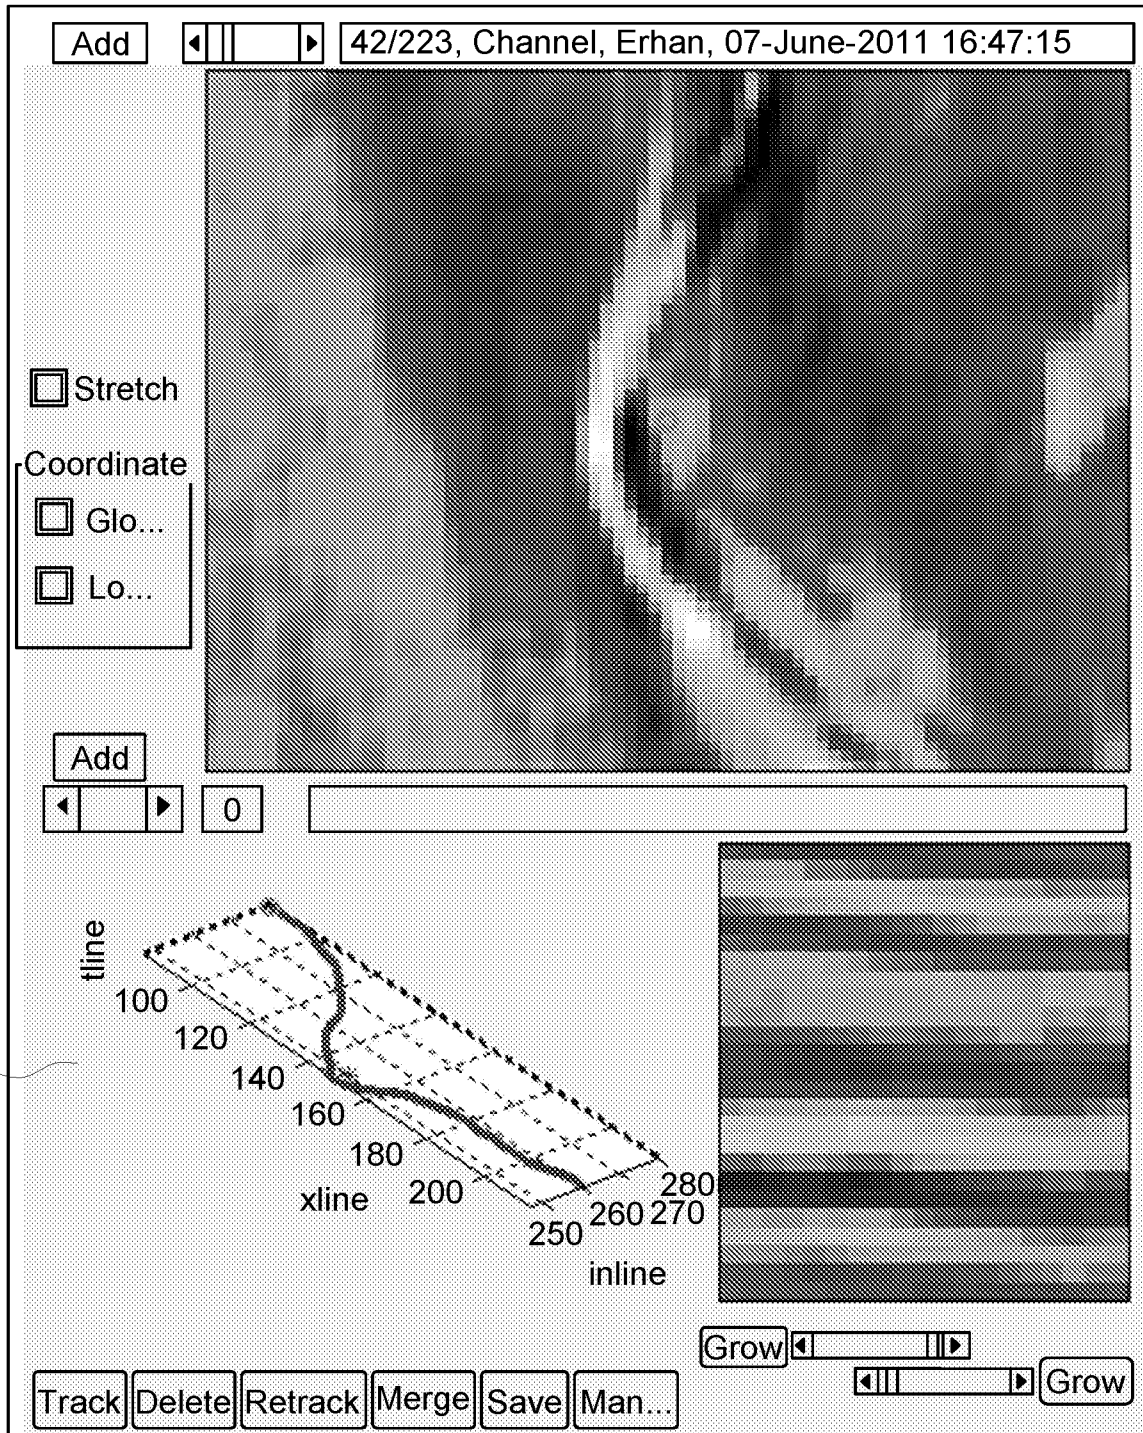 Add
42/223, Channel, Erhan, 07-June-2011 16:47:15
Stretch
Coordinate
Glo...
Lo...
Add
0
tline
100
120
140
160
180
200
xline
250
260
270
280
inline
Grow
Grow
Track Delete Retrack Merge Save Man...